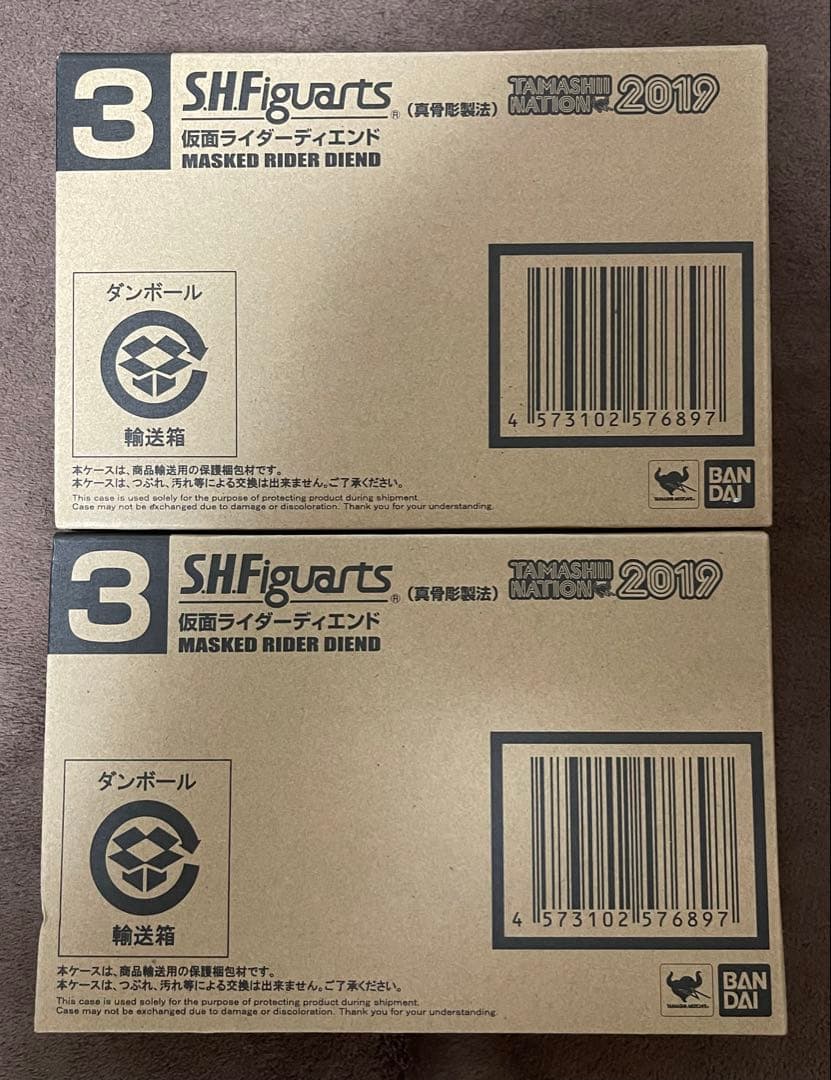 3
S.H.Figuarts® (真骨彫製法) TAMASHII NATION 2019
仮面ライダーディエンド
MASKED RIDER DIEND
ダンボール
輸送箱
4 573102 576897
本ケースは、商品輸送用の保護梱包材です。
本ケースは、つぶれ、汚れ等による交換は出来ません。ご了承ください。
This case is used solely for the purpose of protecting product during shipment.
Case may not be exchanged due to damage or discoloration. Thank you for your understanding.
TAMASHII NATIONS
BAN
DAI
3
S.H.Figuarts® (真骨彫製法) TAMASHII NATION 2019
仮面ライダーディエンド
MASKED RIDER DIEND
ダンボール
輸送箱
4 573102 576897
本ケースは、商品輸送用の保護梱包材です。
本ケースは、つぶれ、汚れ等による交換は出来ません。ご了承ください。
This case is used solely for the purpose of protecting product during shipment.
Case may not be exchanged due to damage or discoloration. Thank you for your understanding.
TAMASHII NATIONS
BAN
DAI